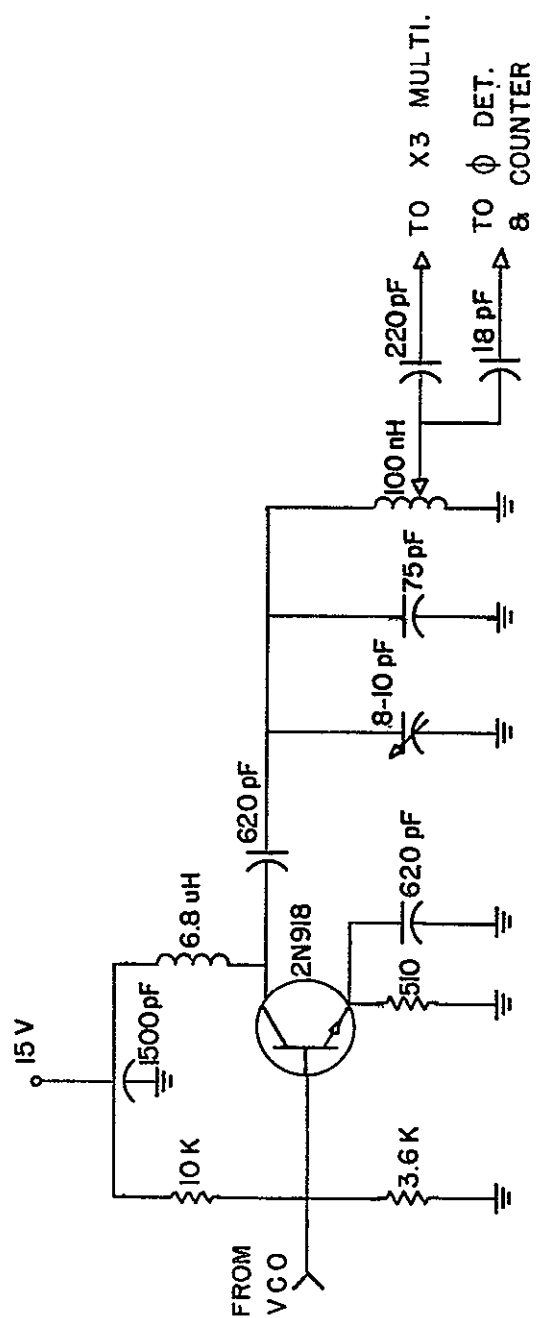 15 V
1500pF
6.8 uH
10 K
FROM
VCO
3.6 K
2N918
510
620 pF
620 pF
.8-10 pF
75 pF
100 nH
220 pF
TO X3 MULTI.
18 pF
TO ϕ DET.
& COUNTER